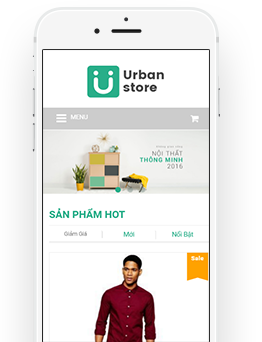 Urban
store
MENU
NỘI THẤT
THÔNG MINH
2016
SẢN PHẨM HOT
Giảm Giá
Mới
Nổi Bật
Sale